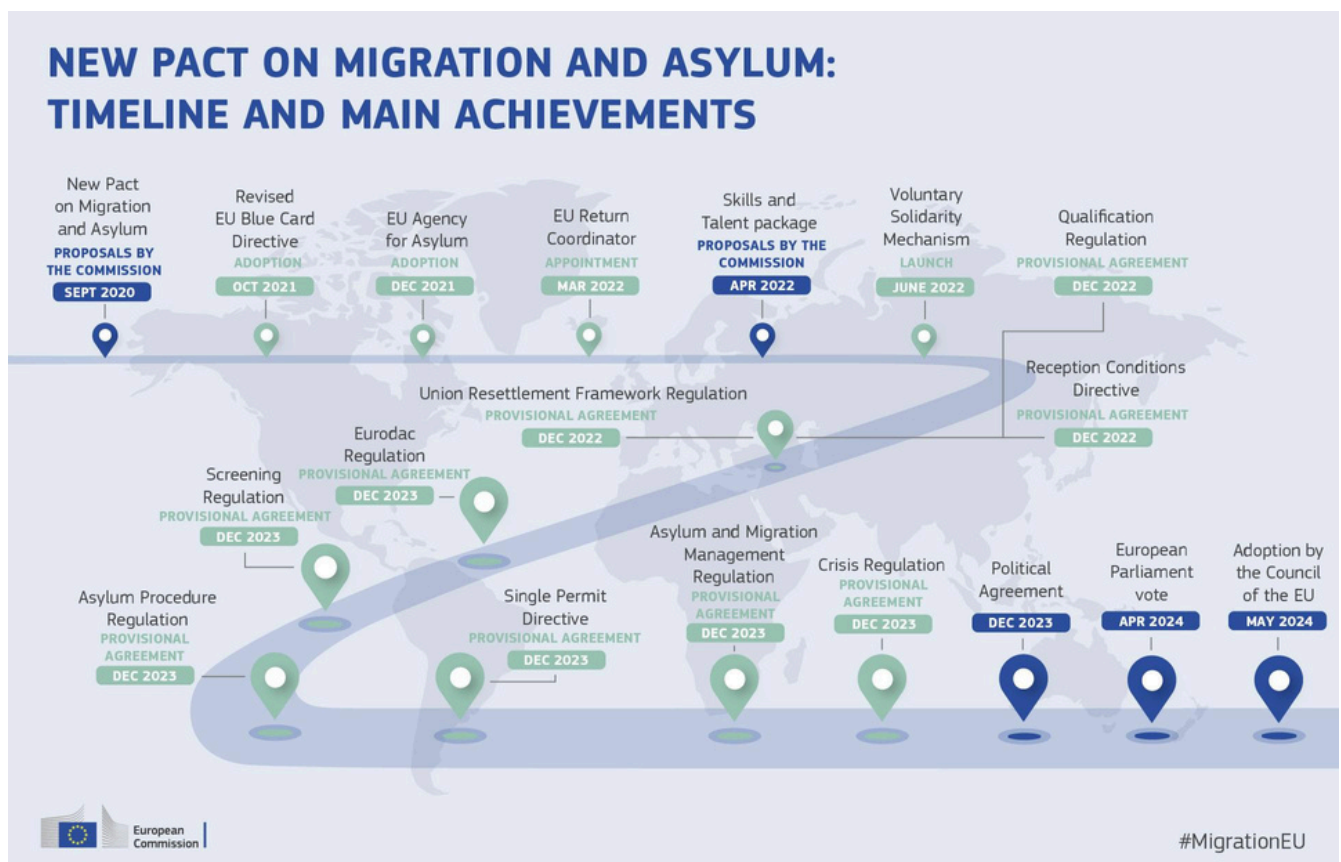 NEW PACT ON MIGRATION AND ASYLUM:
TIMELINE AND MAIN ACHIEVEMENTS
New Pact
on Migration
and Asylum
PROPOSALS BY
THE COMMISSION
SEPT 2020
Revised
EU Blue Card
Directive
ADOPTION
OCT 2021
EU Agency
for Asylum
ADOPTION
DEC 2021
EU Return
Coordinator
APPOINTMENT
MAR 2022
Skills and
Talent package
PROPOSALS BY THE
COMMISSION
APR 2022
Voluntary
Solidarity
Mechanism
LAUNCH
JUNE 2022
Qualification
Regulation
PROVISIONAL AGREEMENT
DEC 2022
Reception Conditions
Directive
PROVISIONAL AGREEMENT
DEC 2022
Union Resettlement Framework Regulation
PROVISIONAL AGREEMENT
DEC 2022
Eurodac
Regulation
PROVISIONAL AGREEMENT
DEC 2023
Screening
Regulation
PROVISIONAL AGREEMENT
DEC 2023
Asylum Procedure
Regulation
PROVISIONAL
AGREEMENT
DEC 2023
Single Permit
Directive
PROVISIONAL AGREEMENT
DEC 2023
Asylum and Migration
Management
Regulation
PROVISIONAL
AGREEMENT
DEC 2023
Crisis Regulation
PROVISIONAL
AGREEMENT
DEC 2023
Political
Agreement
DEC 2023
European
Parliament
vote
APR 2024
Adoption by
the Council
of the EU
MAY 2024
European
Commission
#MigrationEU